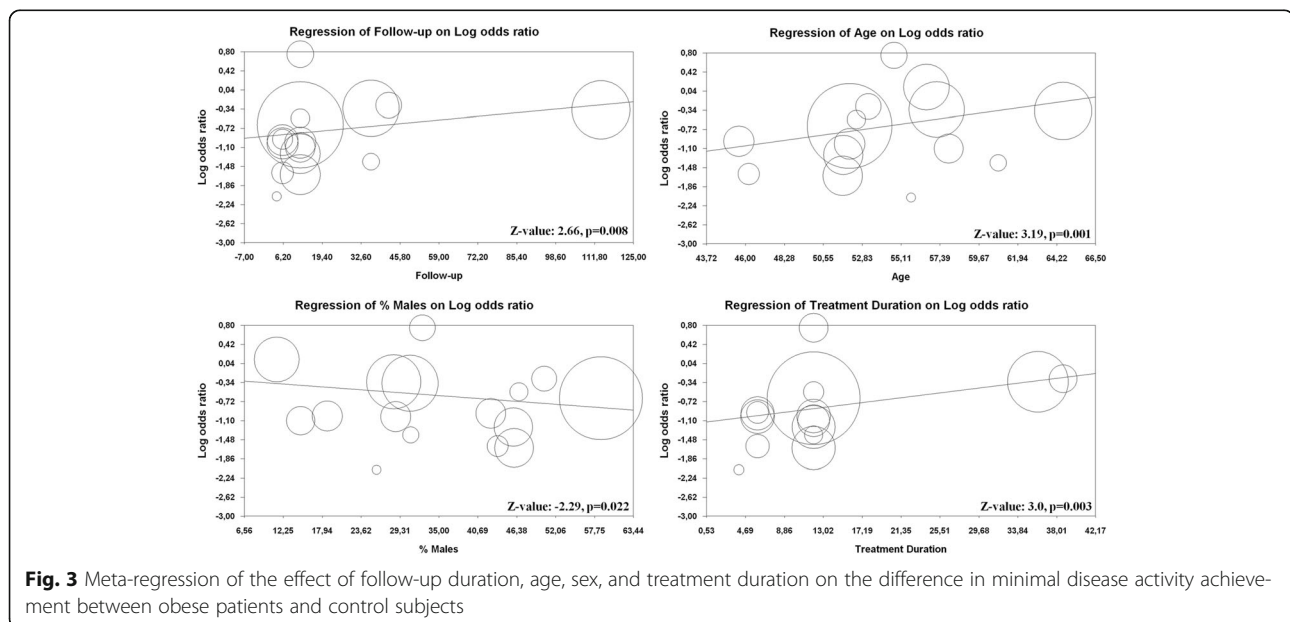 Regression of Follow-up on Log odds ratio
0,80
0,42
0,04
-0,34
-0,72
-1,10
-1,48
-1,86
-2,24
-2,62
-3,00
Log odds ratio
Z-value: 2.66, p=0.008
-7,00 6,20 19,40 32,60 45,80 59,00 72,20 85,40 98,60 111,80 125,00
Follow-up
Regression of Age on Log odds ratio
0,80
0,42
0,04
-0,34
-0,72
-1,10
-1,48
-1,86
-2,24
-2,62
-3,00
Log odds ratio
Z-value: 3.19, p=0.001
43,72 46,00 48,28 50,55 52,83 55,11 57,39 59,67 61,94 64,22 66,50
Age
Regression of % Males on Log odds ratio
0,80
0,42
0,04
-0,34
-0,72
-1,10
-1,48
-1,86
-2,24
-2,62
-3,00
Log odds ratio
Z-value: -2.29, p=0.022
6,56 12,25 17,94 23,62 29,31 35,00 40,69 46,38 52,06 57,75 63,44
% Males
Regression of Treatment Duration on Log odds ratio
0,80
0,42
0,04
-0,34
-0,72
-1,10
-1,48
-1,86
-2,24
-2,62
-3,00
Log odds ratio
Z-value: 3.0, p=0.003
0,53 4,69 8,86 13,02 17,19 21,35 25,51 29,68 33,84 38,01 42,17
Treatment Duration
Fig. 3 Meta-regression of the effect of follow-up duration, age, sex, and treatment duration on the difference in minimal disease activity achieve-
ment between obese patients and control subjects